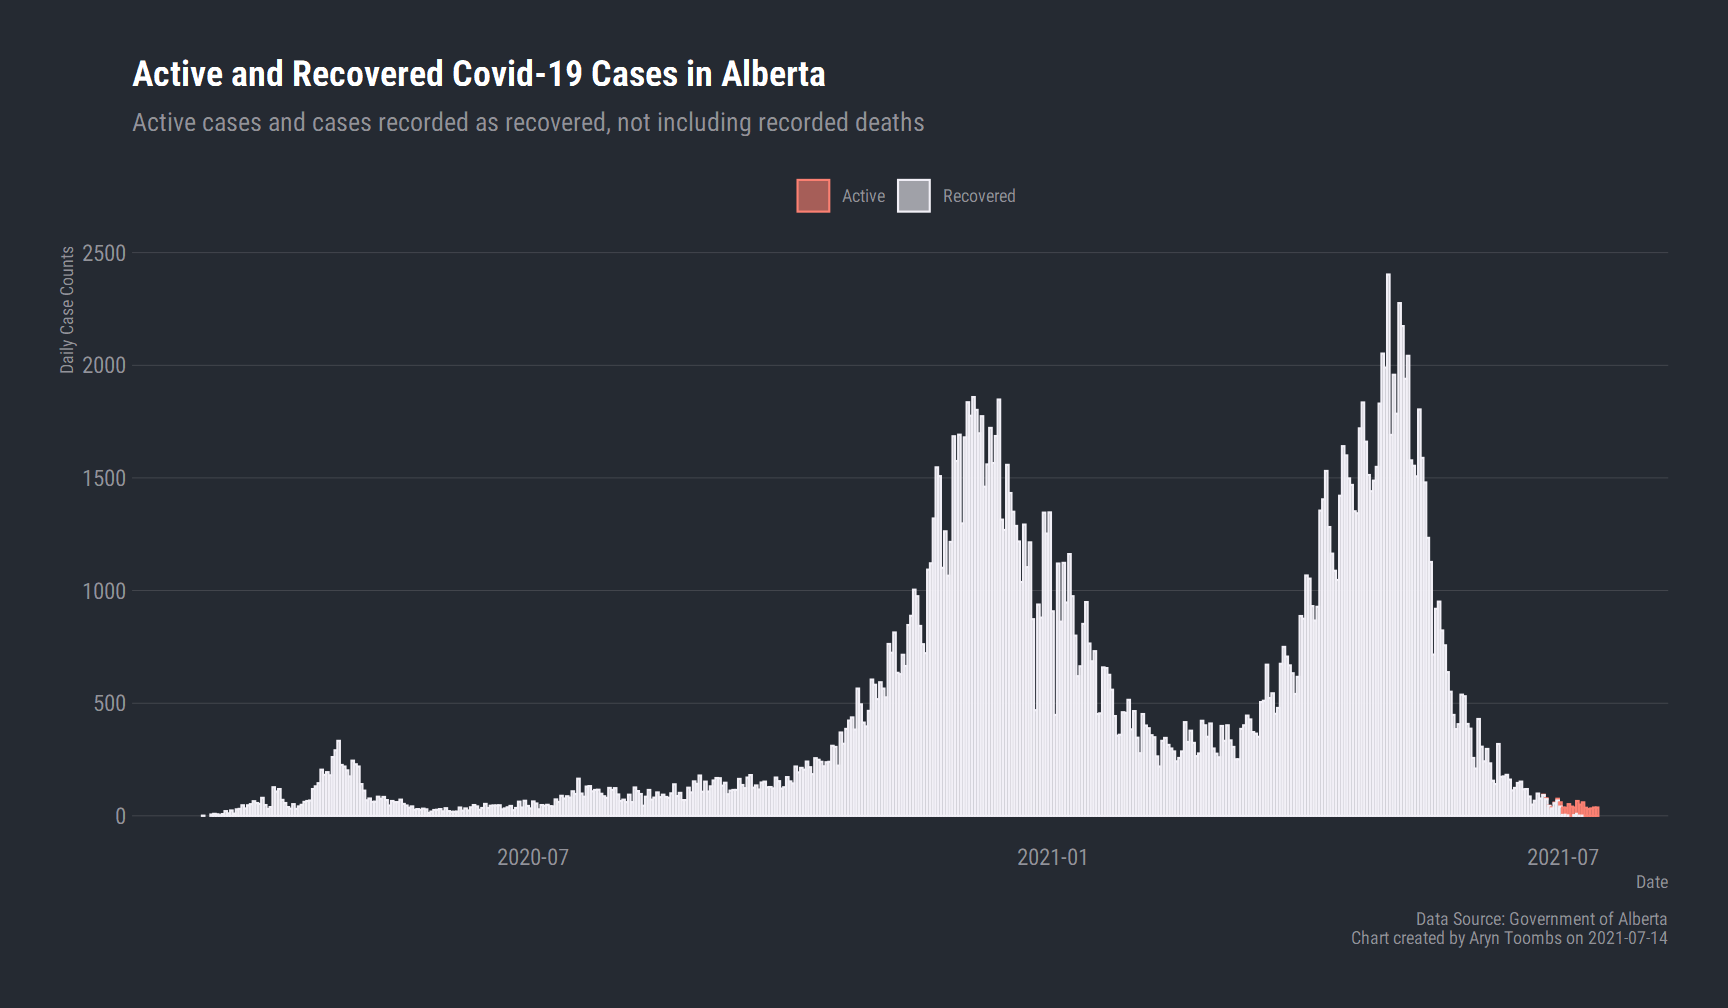 Active and Recovered Covid-19 Cases in Alberta
Active cases and cases recorded as recovered, not including recorded deaths
Active
Recovered
Daily Case Counts
2500
2000
1500
1000
500
0
2020-07
2021-01
2021-07
Date
Data Source: Government of Alberta
Chart created by Aryn Toombs on 2021-07-14